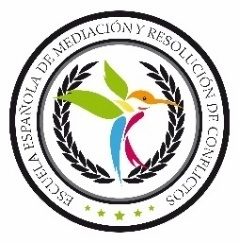 ESCUELA ESPAÑOLA DE MEDIACIÓN Y RESOLUCIÓN DE CONFLICTOS